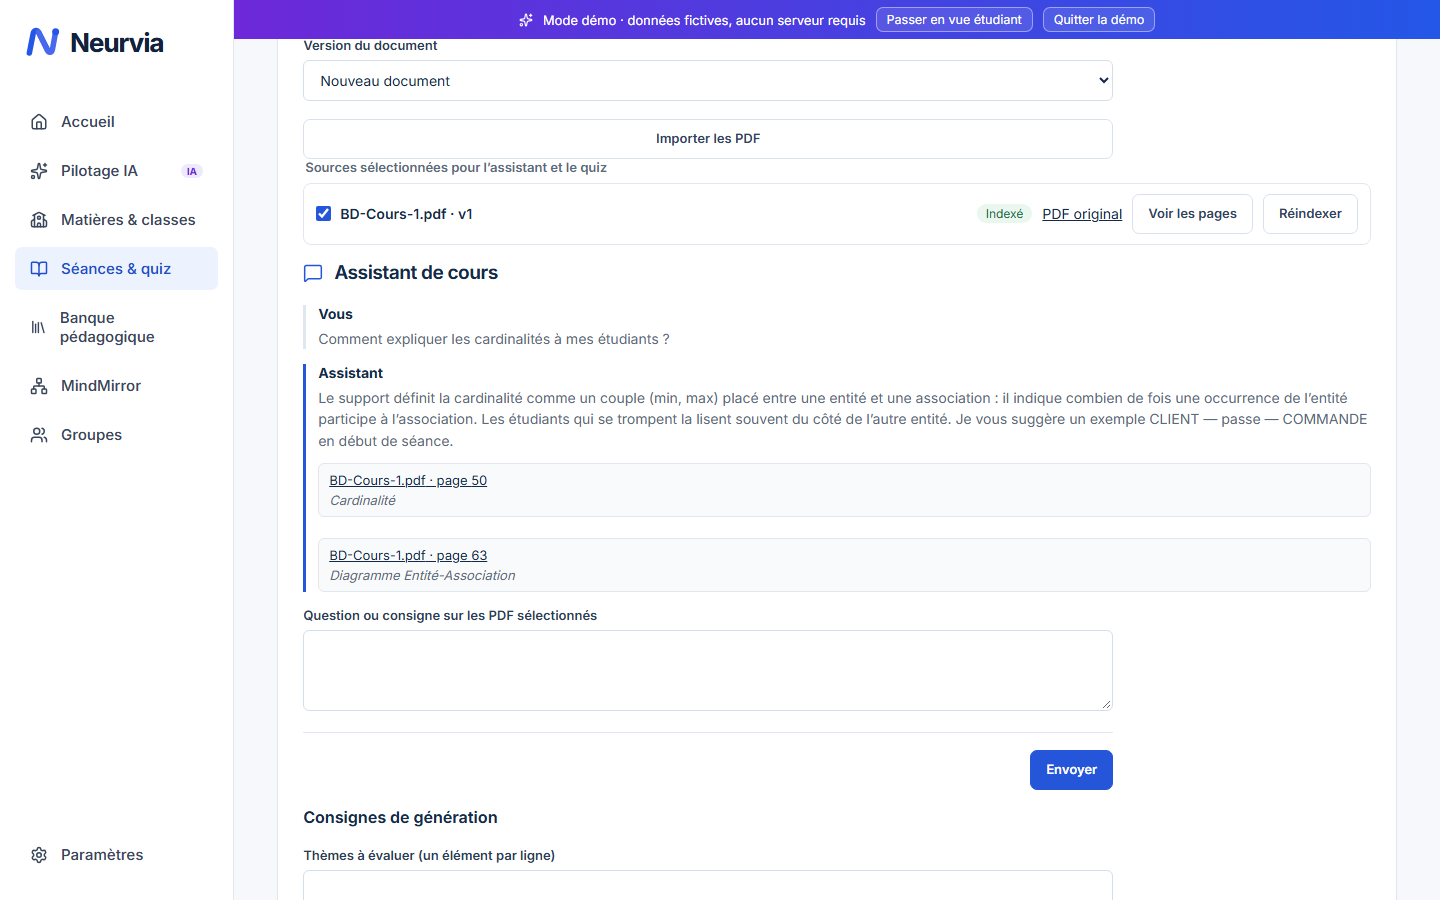 Neurvia
Mode démo · données fictives, aucun serveur requis
Passer en vue étudiant
Quitter la démo
Accueil
Pilotage IA
IA
Matières & classes
Séances & quiz
Banque
pédagogique
MindMirror
Groupes
Paramètres
Version du document
Nouveau document
Importer les PDF
Sources sélectionnées pour l’assistant et le quiz
BD-Cours-1.pdf · v1
Indexé
PDF original
Voir les pages
Réindexer
Assistant de cours
Vous
Comment expliquer les cardinalités à mes étudiants ?
Assistant
Le support définit la cardinalité comme un couple (min, max) placé entre une entité et une association : il indique combien de fois une occurrence de l’entité
participe à l’association. Les étudiants qui se trompent la lisent souvent du côté de l’autre entité. Je vous suggère un exemple CLIENT — passe — COMMANDE
en début de séance.
BD-Cours-1.pdf · page 50
Cardinalité
BD-Cours-1.pdf · page 63
Diagramme Entité-Association
Question ou consigne sur les PDF sélectionnés
Envoyer
Consignes de génération
Thèmes à évaluer (un élément par ligne)